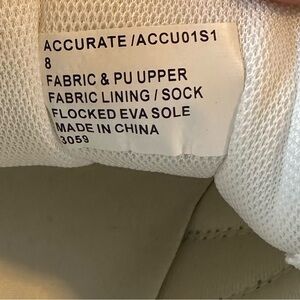 ACCURATE /ACCU01S1
8
FABRIC & PU UPPER
FABRIC LINING / SOCK
FLOCKED EVA SOLE
MADE IN CHINA
3059